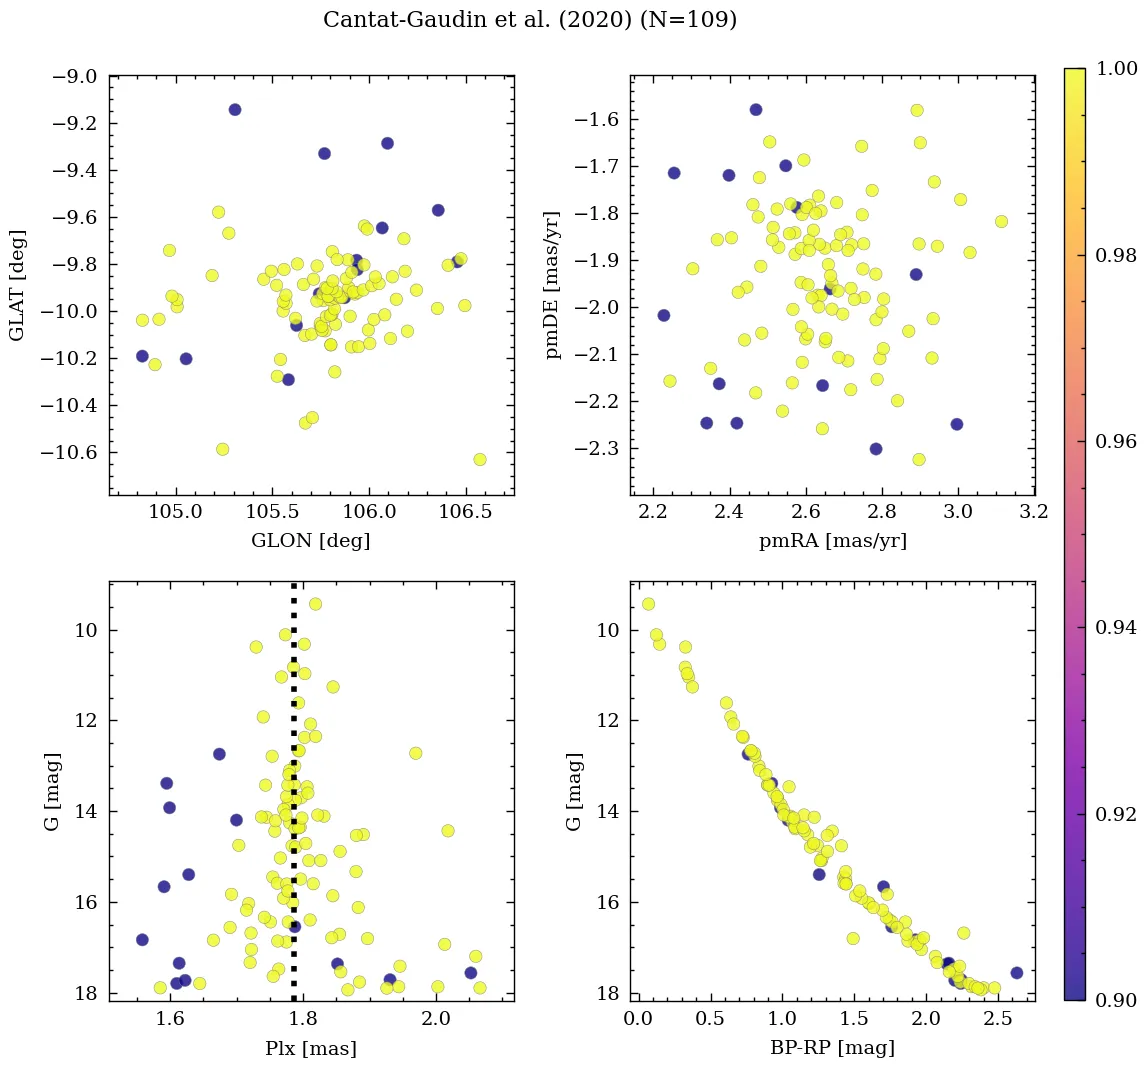 Cantat-Gaudin et al. (2020) (N=109)
−9.0
−9.2
−9.4
−9.6
−9.8
−10.0
−10.2
−10.4
−10.6
GLAT [deg]
105.0 105.5 106.0 106.5
GLON [deg]
−1.6
−1.7
−1.8
−1.9
−2.0
−2.1
−2.2
−2.3
pmDE [mas/yr]
2.2 2.4 2.6 2.8 3.0 3.2
pmRA [mas/yr]
10
12
14
16
18
G [mag]
1.6 1.8 2.0
Plx [mas]
10
12
14
16
18
G [mag]
0.0 0.5 1.0 1.5 2.0 2.5
BP-RP [mag]
1.00
0.98
0.96
0.94
0.92
0.90